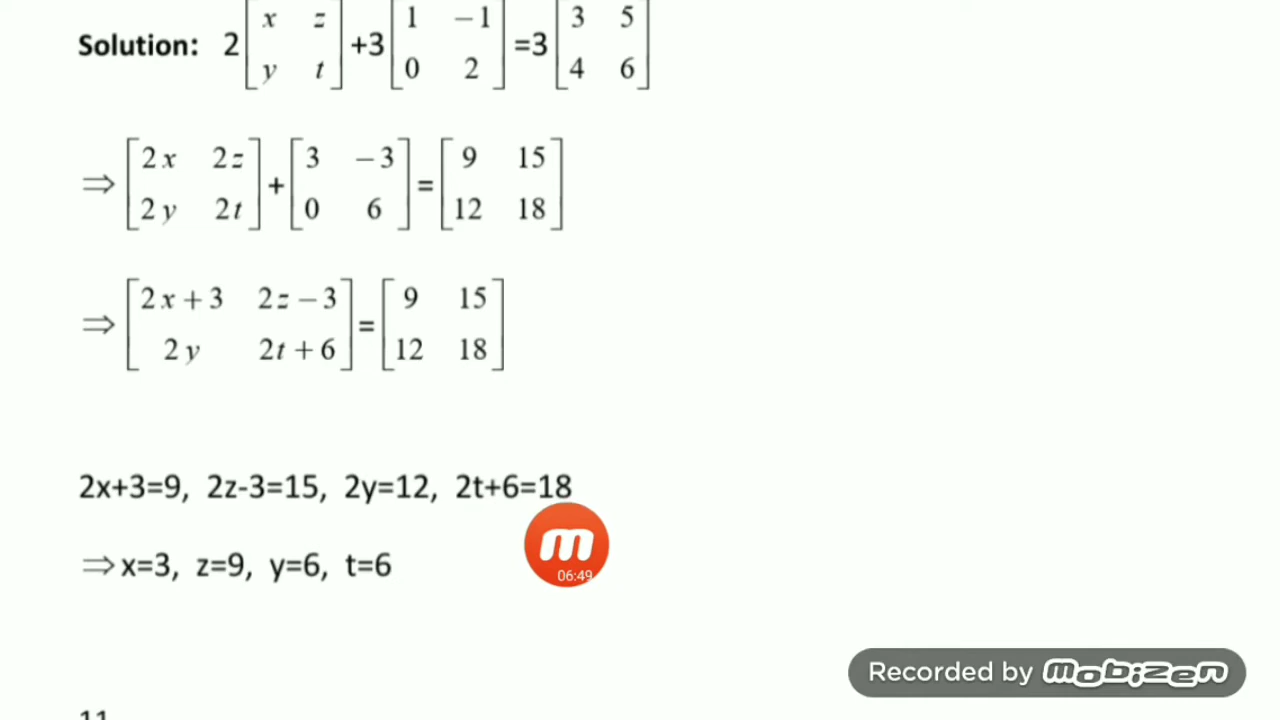 Solution: 2[x z; y t] +3[1 −1; 0 2] =3[3 5; 4 6]
⇒ [2x 2z; 2y 2t] + [3 −3; 0 6] = [9 15; 12 18]
⇒ [2x+3 2z−3; 2y 2t+6] = [9 15; 12 18]
2x+3=9, 2z-3=15, 2y=12, 2t+6=18
⇒x=3, z=9, y=6, t=6
m
06:49
Recorded by mobizen